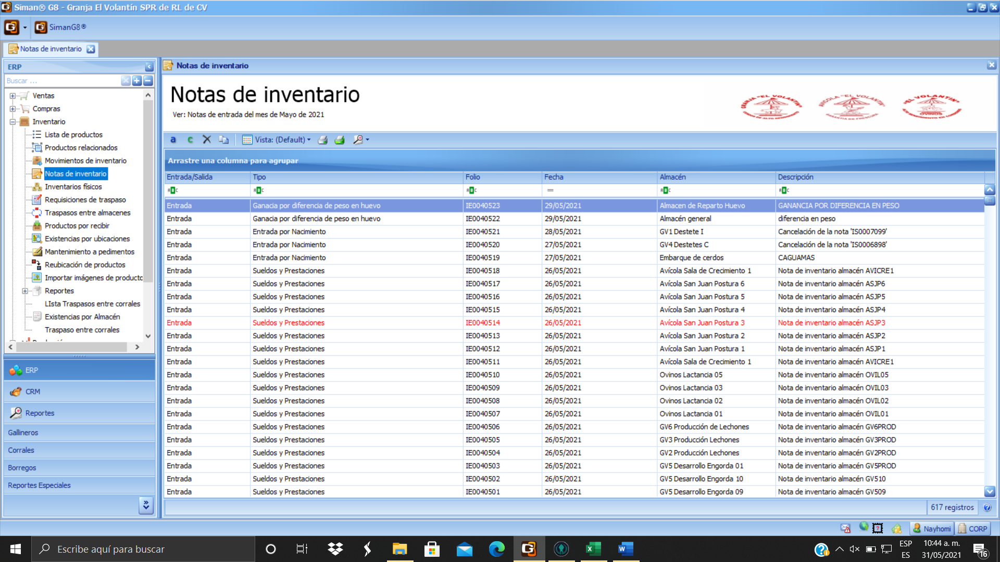 Siman® G8 - Granja El Volantín SPR de RL de CV
SimanG8®
Notas de inventario
ERP
Buscar ...
Ventas
Compras
Inventario
Lista de productos
Productos relacionados
Movimientos de inventario
Notas de inventario
Inventarios físicos
Requisiciones de traspaso
Traspasos entre almacenes
Productos por recibir
Existencias por ubicaciones
Mantenimiento a pedimentos
Reubicación de productos
Importar imágenes de producto
Reportes
LIsta Traspasos entre corrales
Existencias por Almacén
Traspaso entre corrales
ERP
CRM
Reportes
Gallineros
Corrales
Borregos
Reportes Especiales
Notas de inventario
Notas de inventario
Ver: Notas de entrada del mes de Mayo de 2021
GRANJA "EL VOLANTIN"
AVICOLA "EL VOLANTIN"
"EL VOLANTIN"
OVINOS
a c Vista: (Default)
Arrastre una columna para agrupar
Entrada/Salida Tipo Folio Fecha Almacén Descripción
ABC ABC ABC = ABC ABC
Entrada Ganacia por diferencia de peso en huevo IE0040523 29/05/2021 Almacen de Reparto Huevo GANANCIA POR DIFERENCIA EN PESO
Entrada Ganacia por diferencia de peso en huevo IE0040522 29/05/2021 Almacén general diferencia en peso
Entrada Entrada por Nacimiento IE0040521 28/05/2021 GV1 Destete I Cancelación de la nota 'IS0007099'
Entrada Entrada por Nacimiento IE0040520 27/05/2021 GV4 Destetes C Cancelación de la nota 'IS0006898'
Entrada Entrada por Nacimiento IE0040519 27/05/2021 Embarque de cerdos CAGUAMAS
Entrada Sueldos y Prestaciones IE0040518 26/05/2021 Avícola Sala de Crecimiento 1 Nota de inventario almacén AVICRE1
Entrada Sueldos y Prestaciones IE0040517 26/05/2021 Avícola San Juan Postura 6 Nota de inventario almacén ASJP6
Entrada Sueldos y Prestaciones IE0040516 26/05/2021 Avícola San Juan Postura 5 Nota de inventario almacén ASJP5
Entrada Sueldos y Prestaciones IE0040515 26/05/2021 Avícola San Juan Postura 4 Nota de inventario almacén ASJP4
Entrada Sueldos y Prestaciones IE0040514 26/05/2021 Avícola San Juan Postura 3 Nota de inventario almacén ASJP3
Entrada Sueldos y Prestaciones IE0040513 26/05/2021 Avícola San Juan Postura 2 Nota de inventario almacén ASJP2
Entrada Sueldos y Prestaciones IE0040512 26/05/2021 Avícola San Juan Postura 1 Nota de inventario almacén ASJP1
Entrada Sueldos y Prestaciones IE0040511 26/05/2021 Avícola Sala de Crecimiento 1 Nota de inventario almacén AVICRE1
Entrada Sueldos y Prestaciones IE0040510 26/05/2021 Ovinos Lactancia 05 Nota de inventario almacén OVIL05
Entrada Sueldos y Prestaciones IE0040509 26/05/2021 Ovinos Lactancia 03 Nota de inventario almacén OVIL03
Entrada Sueldos y Prestaciones IE0040508 26/05/2021 Ovinos Lactancia 02 Nota de inventario almacén OVIL02
Entrada Sueldos y Prestaciones IE0040507 26/05/2021 Ovinos Lactancia 01 Nota de inventario almacén OVIL01
Entrada Sueldos y Prestaciones IE0040506 26/05/2021 GV6 Producción de Lechones Nota de inventario almacén GV6PROD
Entrada Sueldos y Prestaciones IE0040505 26/05/2021 GV3 Producción Lechones Nota de inventario almacén GV3PROD
Entrada Sueldos y Prestaciones IE0040504 26/05/2021 GV2 Producción Lechones Nota de inventario almacén GV2PROD
Entrada Sueldos y Prestaciones IE0040503 26/05/2021 GV5 Desarrollo Engorda 01 Nota de inventario almacén GV5PROD
Entrada Sueldos y Prestaciones IE0040502 26/05/2021 GV5 Desarrollo Engorda 10 Nota de inventario almacén GV510
Entrada Sueldos y Prestaciones IE0040501 26/05/2021 GV5 Desarrollo Engorda 09 Nota de inventario almacén GV509
617 registros
Nayhomi CORP
Escribe aquí para buscar
ESP
ES
10:44 a. m.
31/05/2021
16